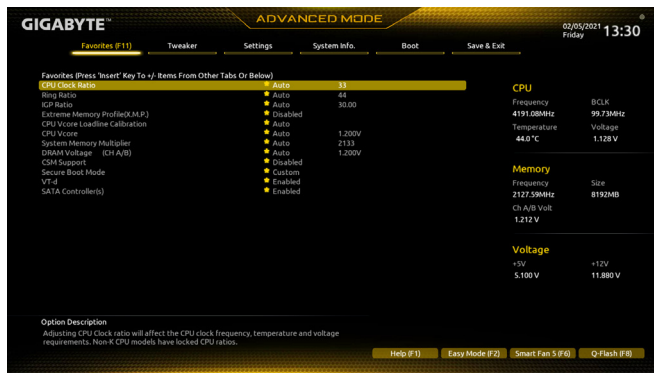 GIGABYTE™
ADVANCED MODE
02/05/2021
Friday
13:30
Favorites (F11) Tweaker Settings System Info. Boot Save & Exit
Favorites (Press 'Insert' Key To +/- Items From Other Tabs Or Below)
CPU Clock Ratio Auto 33
Ring Ratio Auto 44
IGP Ratio Auto 30.00
Extreme Memory Profile(X.M.P.) Disabled
CPU Vcore Loadline Calibration Auto
CPU Vcore Auto 1.200V
System Memory Multiplier Auto 2133
DRAM Voltage (CH A/B) Auto 1.200V
CSM Support Disabled
Secure Boot Mode Custom
VT-d Enabled
SATA Controller(s) Enabled
CPU
Frequency BCLK
4191.08MHz 99.73MHz
Temperature Voltage
44.0 °C 1.128 V
Memory
Frequency Size
2127.59MHz 8192MB
Ch A/B Volt
1.212 V
Voltage
+5V +12V
5.100 V 11.880 V
Option Description
Adjusting CPU Clock ratio will affect the CPU clock frequency, temperature and voltage
requirements. Non-K CPU models have locked CPU ratios.
Help (F1) Easy Mode (F2) Smart Fan 5 (F6) Q-Flash (F8)